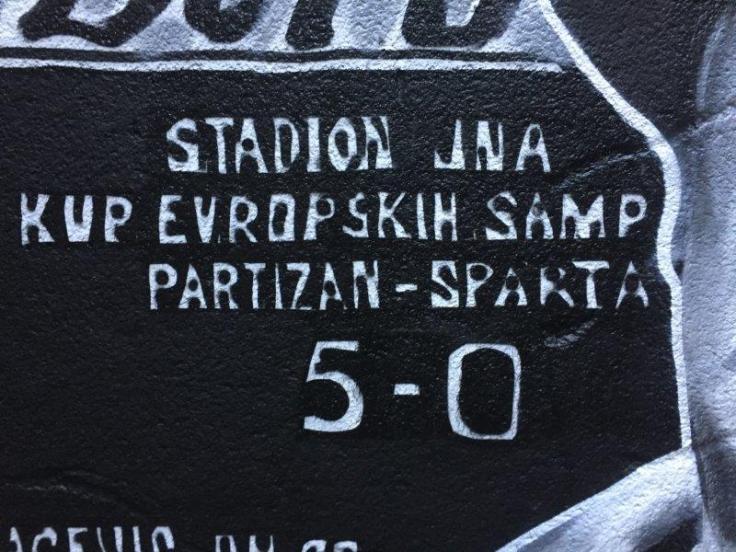 STADION JNA
KUP EVROPSKIH SAMP
PARTIZAN - SPARTA
5-0